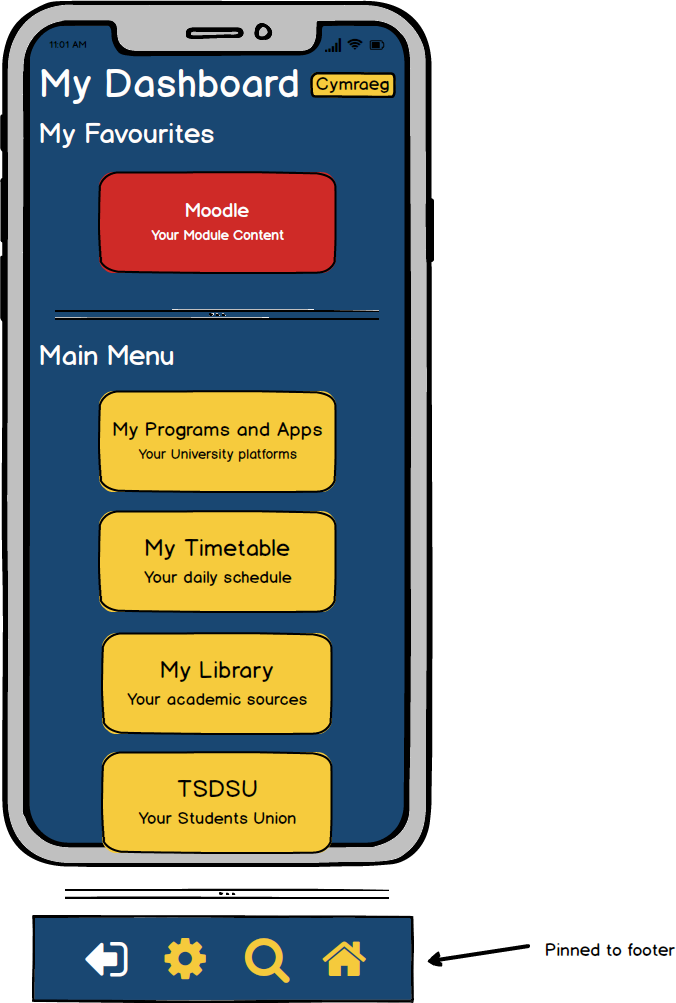 11:01 AM
My Dashboard
Cymraeg
My Favourites
Moodle
Your Module Content
Main Menu
My Programs and Apps
Your University platforms
My Timetable
Your daily schedule
My Library
Your academic sources
TSDSU
Your Students Union
Pinned to footer